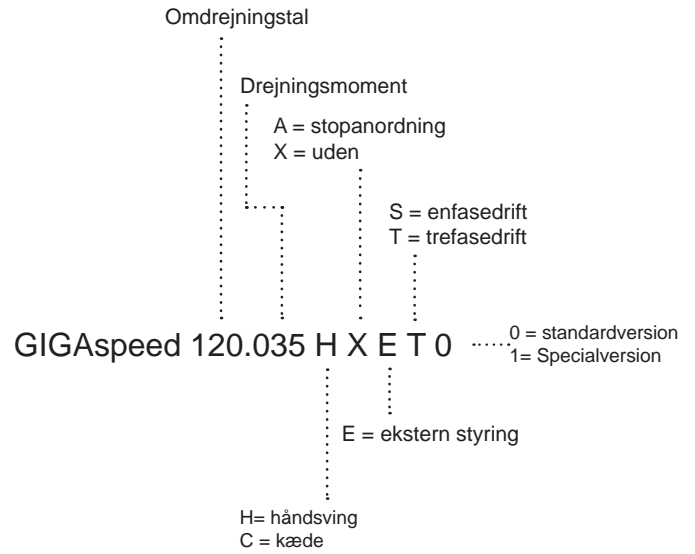 Omdrejningstal
Drejningsmoment
A = stopanordning
X = uden
S = enfasedrift
T = trefasedrift
GIGAspeed 120.035 H X E T 0
0 = standardversion
1= Specialversion
E = ekstern styring
H= håndsving
C = kæde